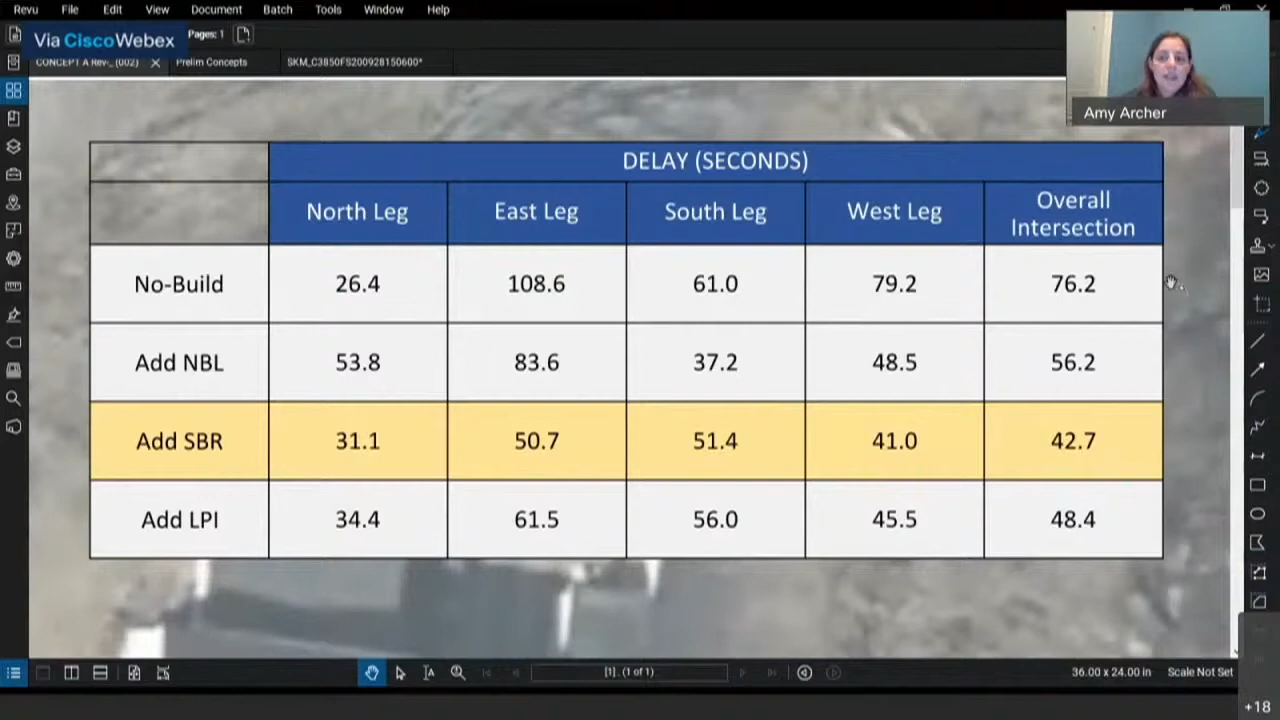 Revu File Edit View Document Batch Tools Window Help
Via CiscoWebex
Pages: 1
Prelim Concepts
SKM_C3850FS200928150600*
Amy Archer
DELAY (SECONDS)
North Leg East Leg South Leg West Leg Overall Intersection
No-Build 26.4 108.6 61.0 79.2 76.2
Add NBL 53.8 83.6 37.2 48.5 56.2
Add SBR 31.1 50.7 51.4 41.0 42.7
Add LPI 34.4 61.5 56.0 45.5 48.4
[1]. (1 of 1)
36.00 x 24.00 in Scale Not Set
+18